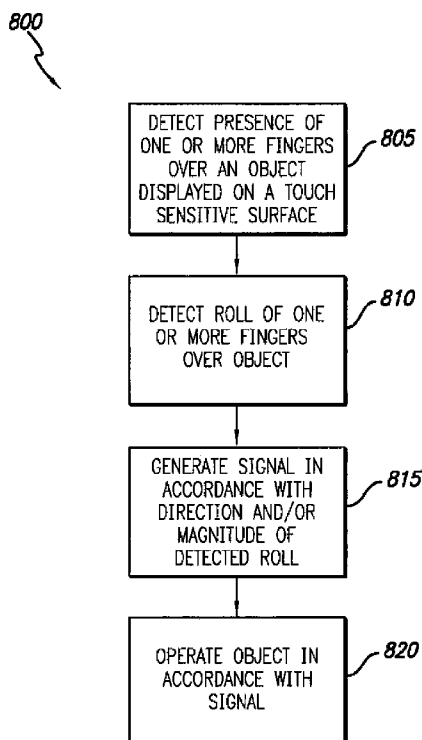 800
DETECT PRESENCE OF
ONE OR MORE FINGERS
OVER AN OBJECT
DISPLAYED ON A TOUCH
SENSITIVE SURFACE
805
DETECT ROLL OF ONE
OR MORE FINGERS
OVER OBJECT
810
GENERATE SIGNAL IN
ACCORDANCE WITH
DIRECTION AND/OR
MAGNITUDE OF
DETECTED ROLL
815
OPERATE OBJECT IN
ACCORDANCE WITH
SIGNAL
820